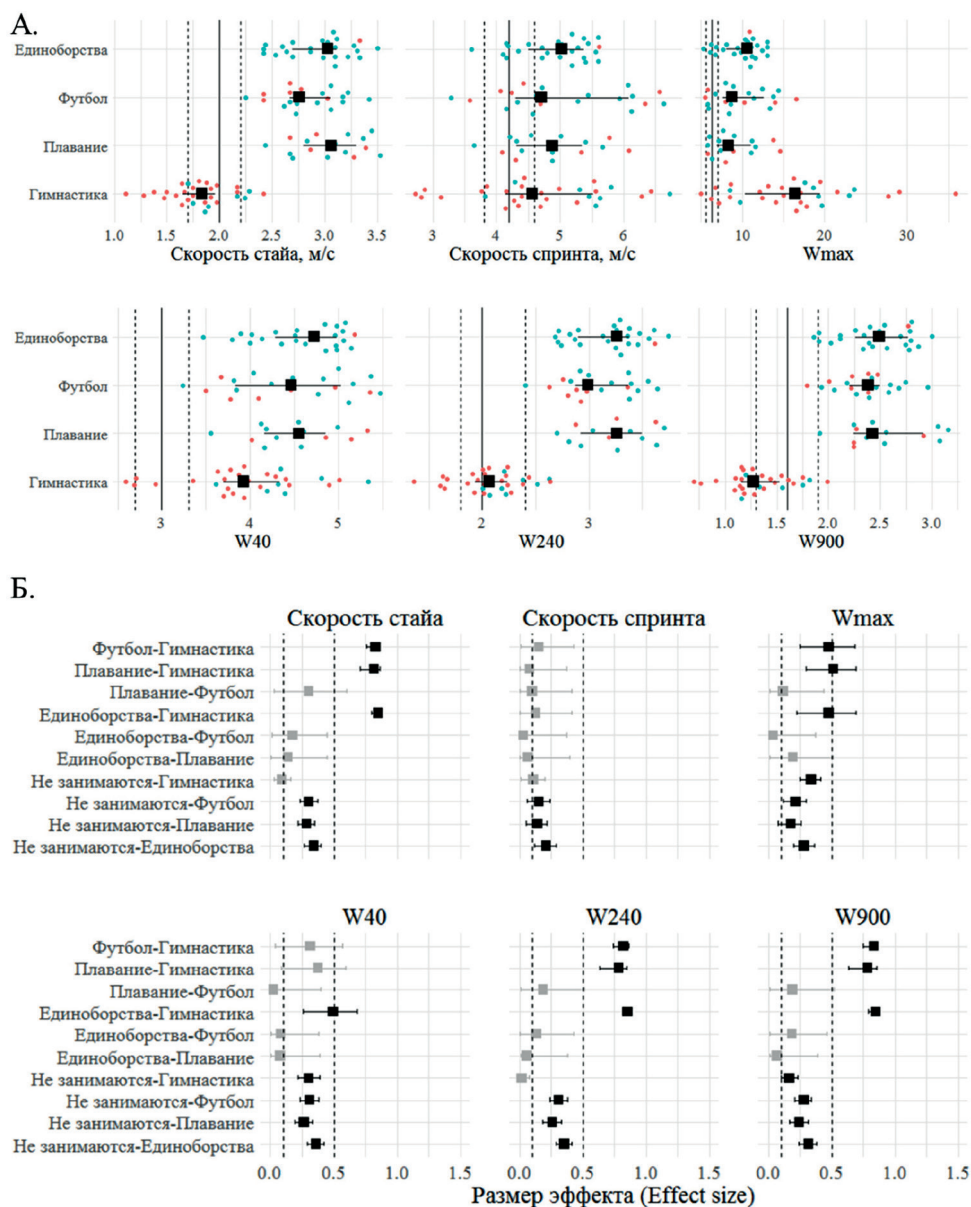 А.
Единоборства
Футбол
Плавание
Гимнастика
1.0 1.5 2.0 2.5 3.0 3.5
3 4 5 6
10 20 30
Скорость стайа, м/с
Скорость спринта, м/с
Wmax
Единоборства
Футбол
Плавание
Гимнастика
3 4 5
2 3
1.0 1.5 2.0 2.5 3.0
W40
W240
W900
Б.
Скорость стайа
Скорость спринта
Wmax
Футбол-Гимнастика
Плавание-Гимнастика
Плавание-Футбол
Единоборства-Гимнастика
Единоборства-Футбол
Единоборства-Плавание
Не занимаются-Гимнастика
Не занимаются-Футбол
Не занимаются-Плавание
Не занимаются-Единоборства
W40
W240
W900
Футбол-Гимнастика
Плавание-Гимнастика
Плавание-Футбол
Единоборства-Гимнастика
Единоборства-Футбол
Единоборства-Плавание
Не занимаются-Гимнастика
Не занимаются-Футбол
Не занимаются-Плавание
Не занимаются-Единоборства
0.0 0.5 1.0 1.5
0.0 0.5 1.0 1.5
0.0 0.5 1.0 1.5
Размер эффекта (Effect size)